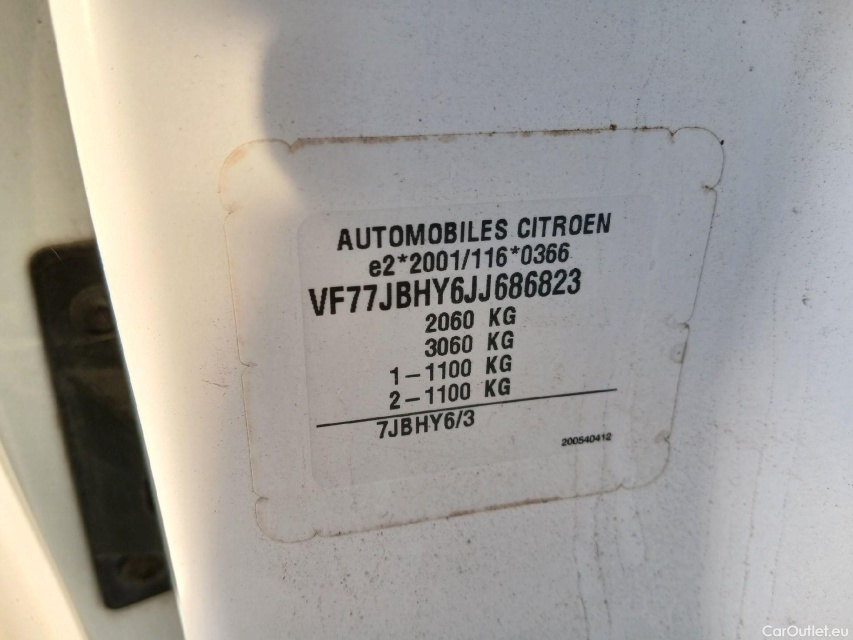 AUTOMOBILES CITROEN
e2*2001/116*0366
VF77JBHY6JJ686823
2060 KG
3060 KG
1-1100 KG
2-1100 KG
7JBHY6/3
200540412
CarOutlet.eu